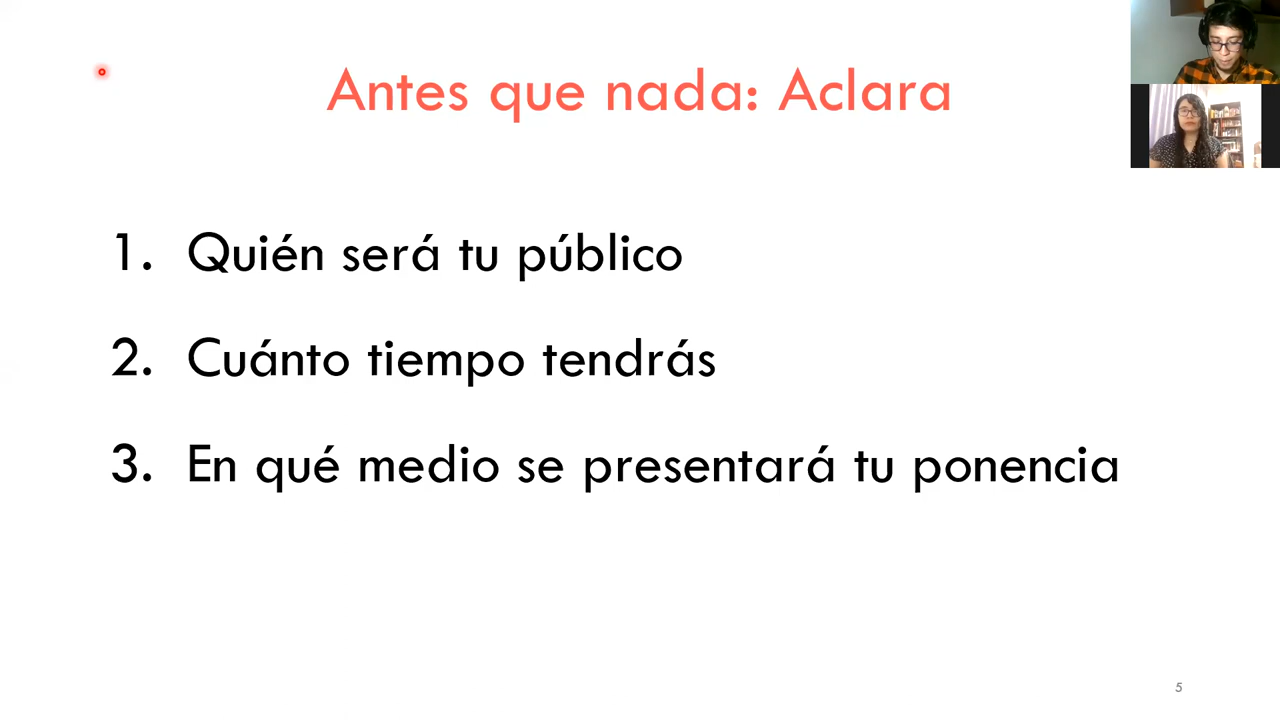 Antes que nada: Aclara
1. Quién será tu público
2. Cuánto tiempo tendrás
3. En qué medio se presentará tu ponencia
5